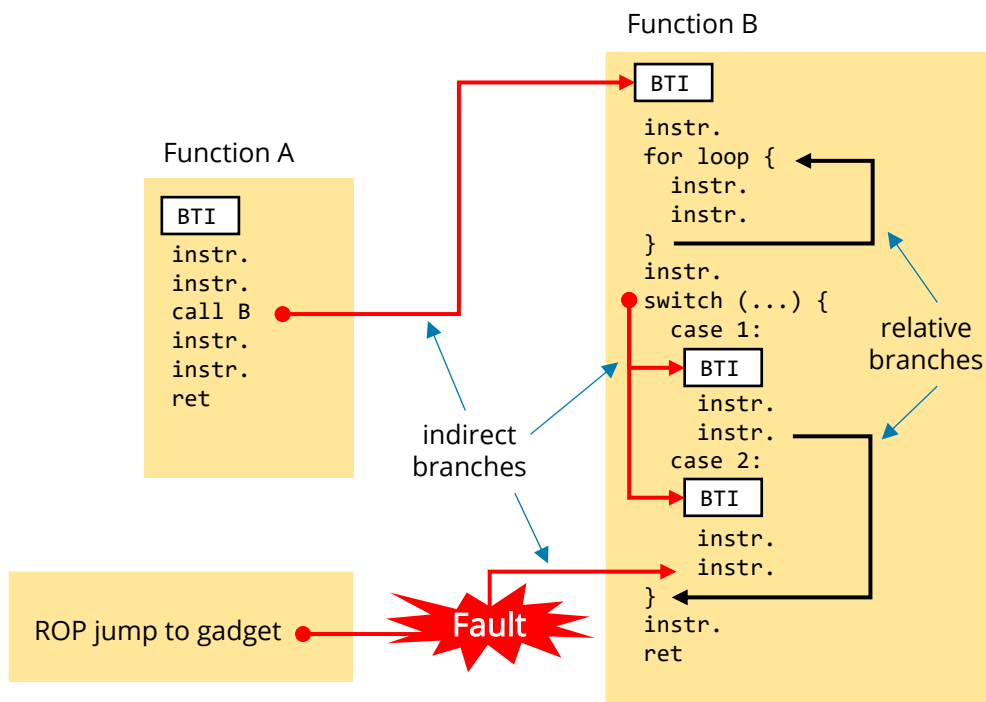 Function A
BTI
instr.
instr.
call B
instr.
instr.
ret
Function B
BTI
instr.
for loop {
instr.
instr.
}
instr.
switch (...) {
case 1:
BTI
instr.
instr.
case 2:
BTI
instr.
instr.
}
instr.
ret
relative
branches
indirect
branches
ROP jump to gadget
Fault